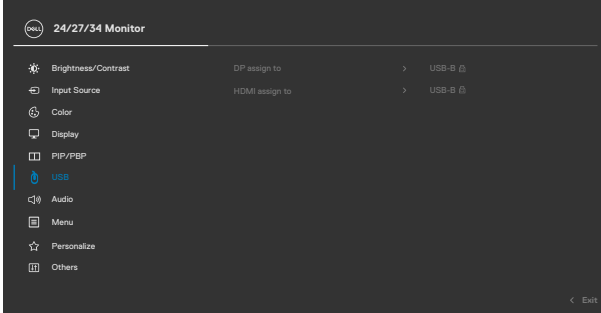 DELL 24/27/34 Monitor
Brightness/Contrast DP assign to > USB-B
Input Source HDMI assign to > USB-B
Color
Display
PIP/PBP
USB
Audio
Menu
Personalize
Others
< Exit